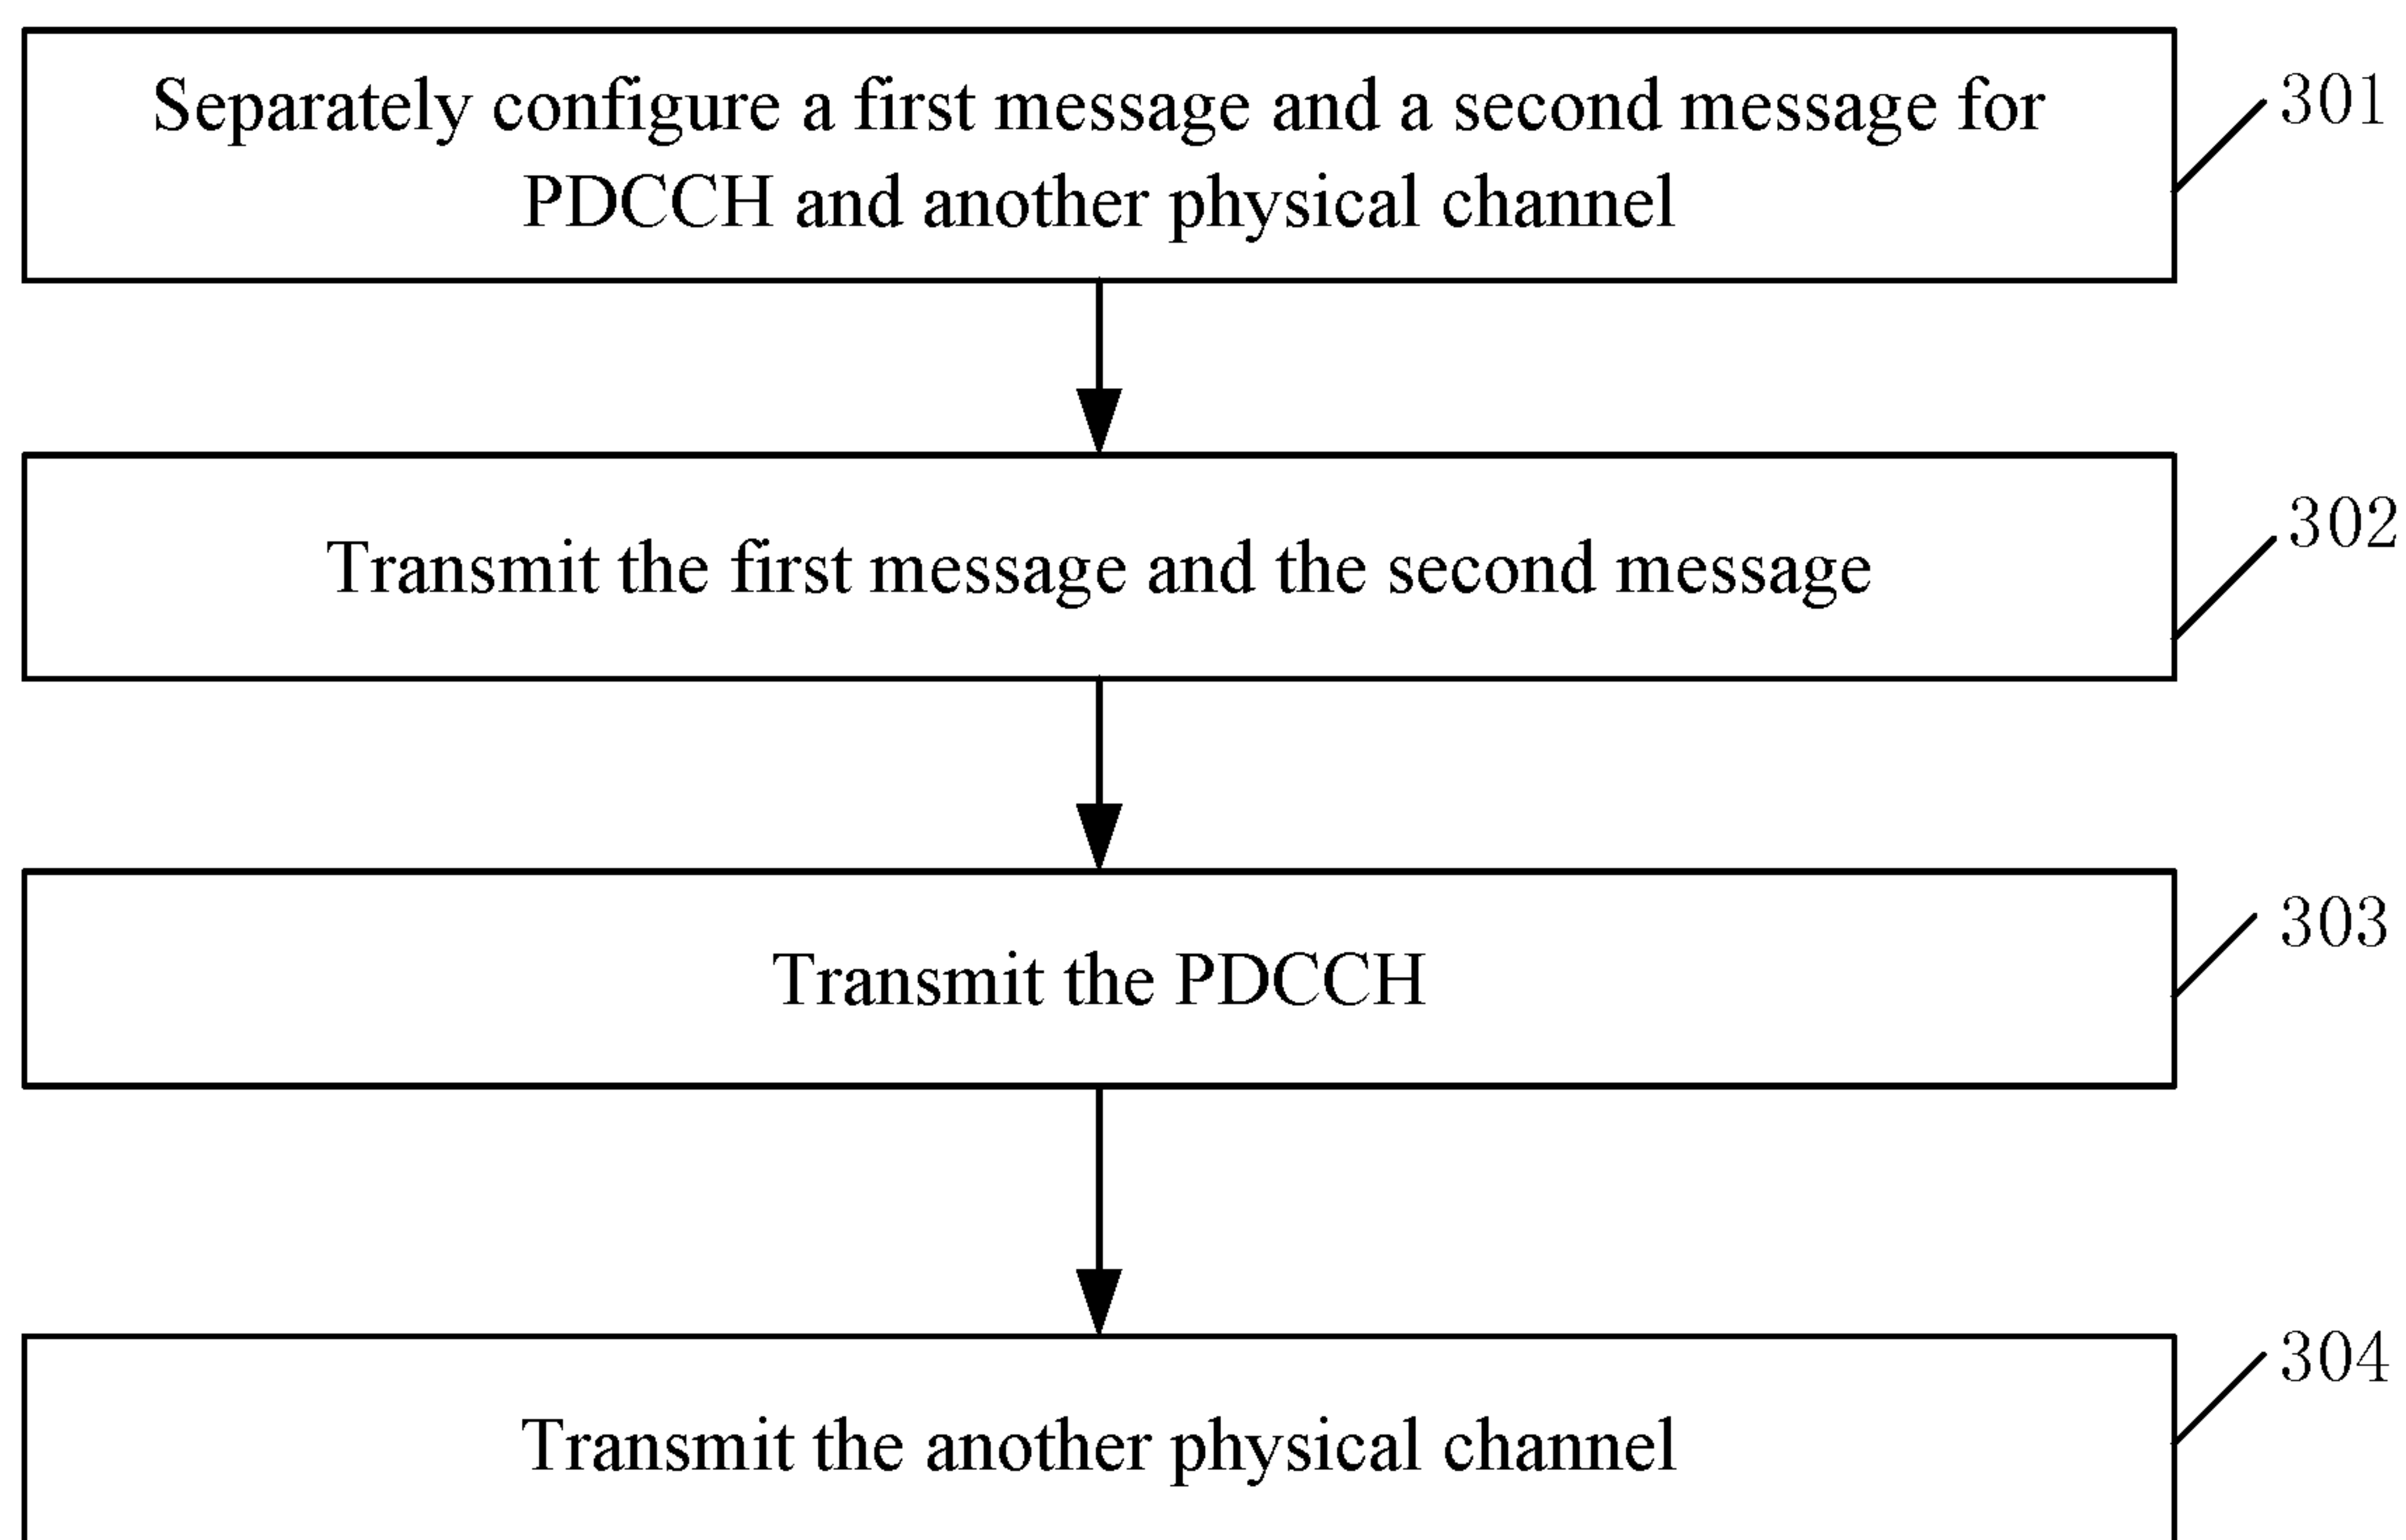 Separately configure a first message and a second message for
PDCCH and another physical channel
301
Transmit the first message and the second message
302
Transmit the PDCCH
303
Transmit the another physical channel
304